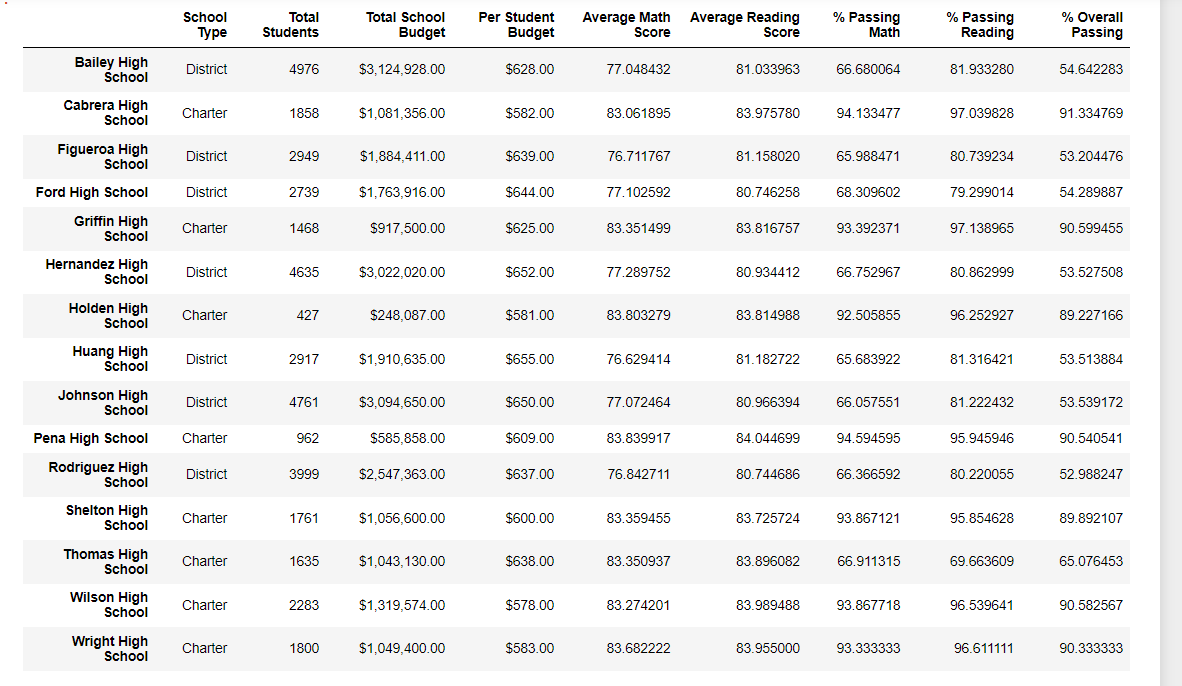 School Type Total Students Total School Budget Per Student Budget Average Math Score Average Reading Score % Passing Math % Passing Reading % Overall Passing
Bailey High School District 4976 $3,124,928.00 $628.00 77.048432 81.033963 66.680064 81.933280 54.642283
Cabrera High School Charter 1858 $1,081,356.00 $582.00 83.061895 83.975780 94.133477 97.039828 91.334769
Figueroa High School District 2949 $1,884,411.00 $639.00 76.711767 81.158020 65.988471 80.739234 53.204476
Ford High School District 2739 $1,763,916.00 $644.00 77.102592 80.746258 68.309602 79.299014 54.289887
Griffin High School Charter 1468 $917,500.00 $625.00 83.351499 83.816757 93.392371 97.138965 90.599455
Hernandez High School District 4635 $3,022,020.00 $652.00 77.289752 80.934412 66.752967 80.862999 53.527508
Holden High School Charter 427 $248,087.00 $581.00 83.803279 83.814988 92.505855 96.252927 89.227166
Huang High School District 2917 $1,910,635.00 $655.00 76.629414 81.182722 65.683922 81.316421 53.513884
Johnson High School District 4761 $3,094,650.00 $650.00 77.072464 80.966394 66.057551 81.222432 53.539172
Pena High School Charter 962 $585,858.00 $609.00 83.839917 84.044699 94.594595 95.945946 90.540541
Rodriguez High School District 3999 $2,547,363.00 $637.00 76.842711 80.744686 66.366592 80.220055 52.988247
Shelton High School Charter 1761 $1,056,600.00 $600.00 83.359455 83.725724 93.867121 95.854628 89.892107
Thomas High School Charter 1635 $1,043,130.00 $638.00 83.350937 83.896082 66.911315 69.663609 65.076453
Wilson High School Charter 2283 $1,319,574.00 $578.00 83.274201 83.989488 93.867718 96.539641 90.582567
Wright High School Charter 1800 $1,049,400.00 $583.00 83.682222 83.955000 93.333333 96.611111 90.333333